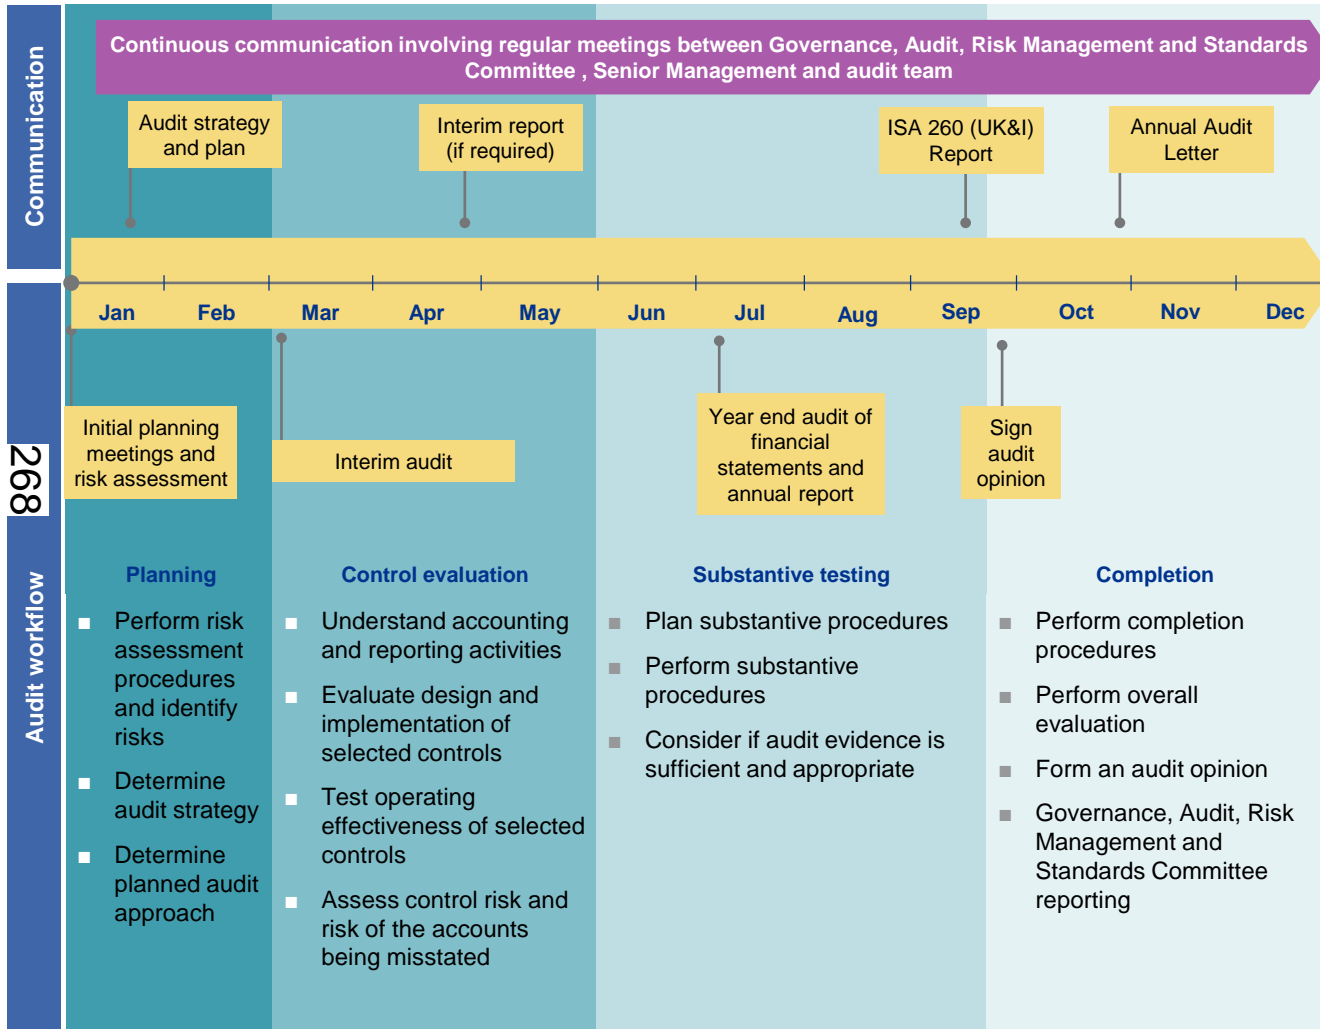 Communication
Continuous communication involving regular meetings between Governance, Audit, Risk Management and Standards
Committee , Senior Management and audit team
Audit strategy
and plan
Interim report
(if required)
ISA 260 (UK&I)
Report
Annual Audit
Letter
Jan
Feb
Mar
Apr
May
Jun
Jul
Aug
Sep
Oct
Nov
Dec
Initial planning
meetings and
risk assessment
Interim audit
Year end audit of
financial
statements and
annual report
Sign
audit
opinion
268
Audit workflow
Planning
■ Perform risk
assessment
procedures
and identify
risks
■ Determine
audit strategy
■ Determine
planned audit
approach
Control evaluation
■ Understand accounting
and reporting activities
■ Evaluate design and
implementation of
selected controls
■ Test operating
effectiveness of selected
controls
■ Assess control risk and
risk of the accounts
being misstated
Substantive testing
■ Plan substantive procedures
■ Perform substantive
procedures
■ Consider if audit evidence is
sufficient and appropriate
Completion
■ Perform completion
procedures
■ Perform overall
evaluation
■ Form an audit opinion
■ Governance, Audit, Risk
Management and
Standards Committee
reporting